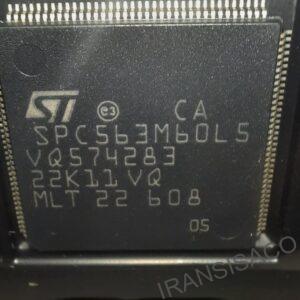 ST e3 CA
SPC563M60L5
VQ574283
22K11 VQ
MLT 22 608
05
IRANSISACO